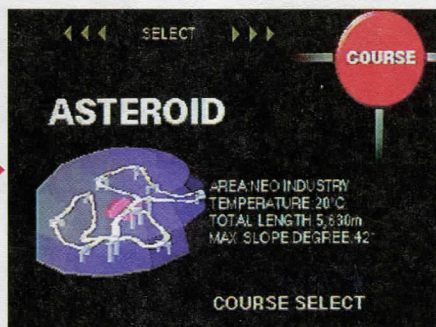 SELECT
COURSE
ASTEROID
AREA:NEO INDUSTRY
TEMPERATURE:20°C
TOTAL LENGTH:5,630m
MAX.SLOPE DEGREE:42°
COURSE SELECT